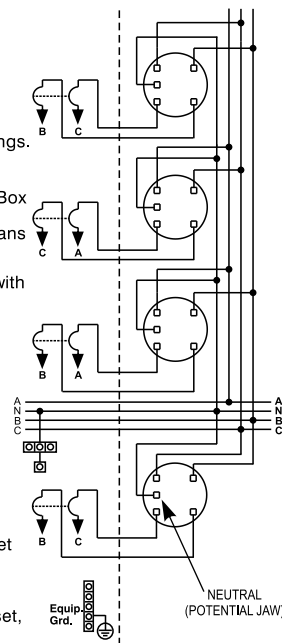 B C
ngs.
Box
C A
ans
with
B A
A A
N N
B B
C C
B C
et
NEUTRAL
(POTENTIAL JAW)
Equip.
Grd.
set,